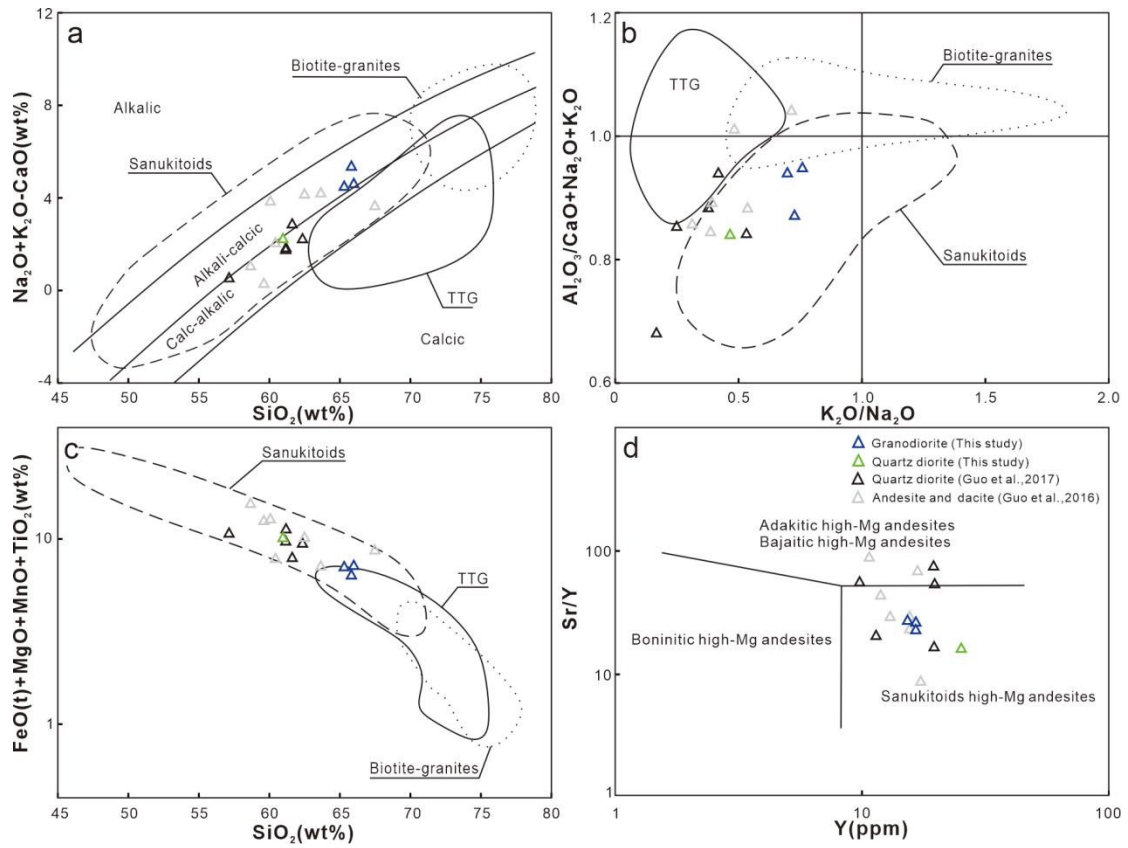 a
12
8
4
0
-4
Na₂O+K₂O-CaO(wt%)
Alkalic
Biotite-granites
Sanukitoids
Alkali-calcic
Calc-alkalic
TTG
Calcic
45 50 55 60 65 70 75 80
SiO₂(wt%)
b
1.2
1.0
0.8
0.6
Al₂O₃/CaO+Na₂O+K₂O
TTG
Biotite-granites
Sanukitoids
0 0.5 1.0 1.5 2.0
K₂O/Na₂O
c
10
1
FeO(t)+MgO+MnO+TiO₂(wt%)
Sanukitoids
TTG
Biotite-granites
45 50 55 60 65 70 75 80
SiO₂(wt%)
d
Granodiorite (This study)
Quartz diorite (This study)
Quartz diorite (Guo et al.,2017)
Andesite and dacite (Guo et al.,2016)
100
10
1
Sr/Y
Adakitic high-Mg andesites
Bajaitic high-Mg andesites
Boninitic high-Mg andesites
Sanukitoids high-Mg andesites
1 10 100
Y(ppm)